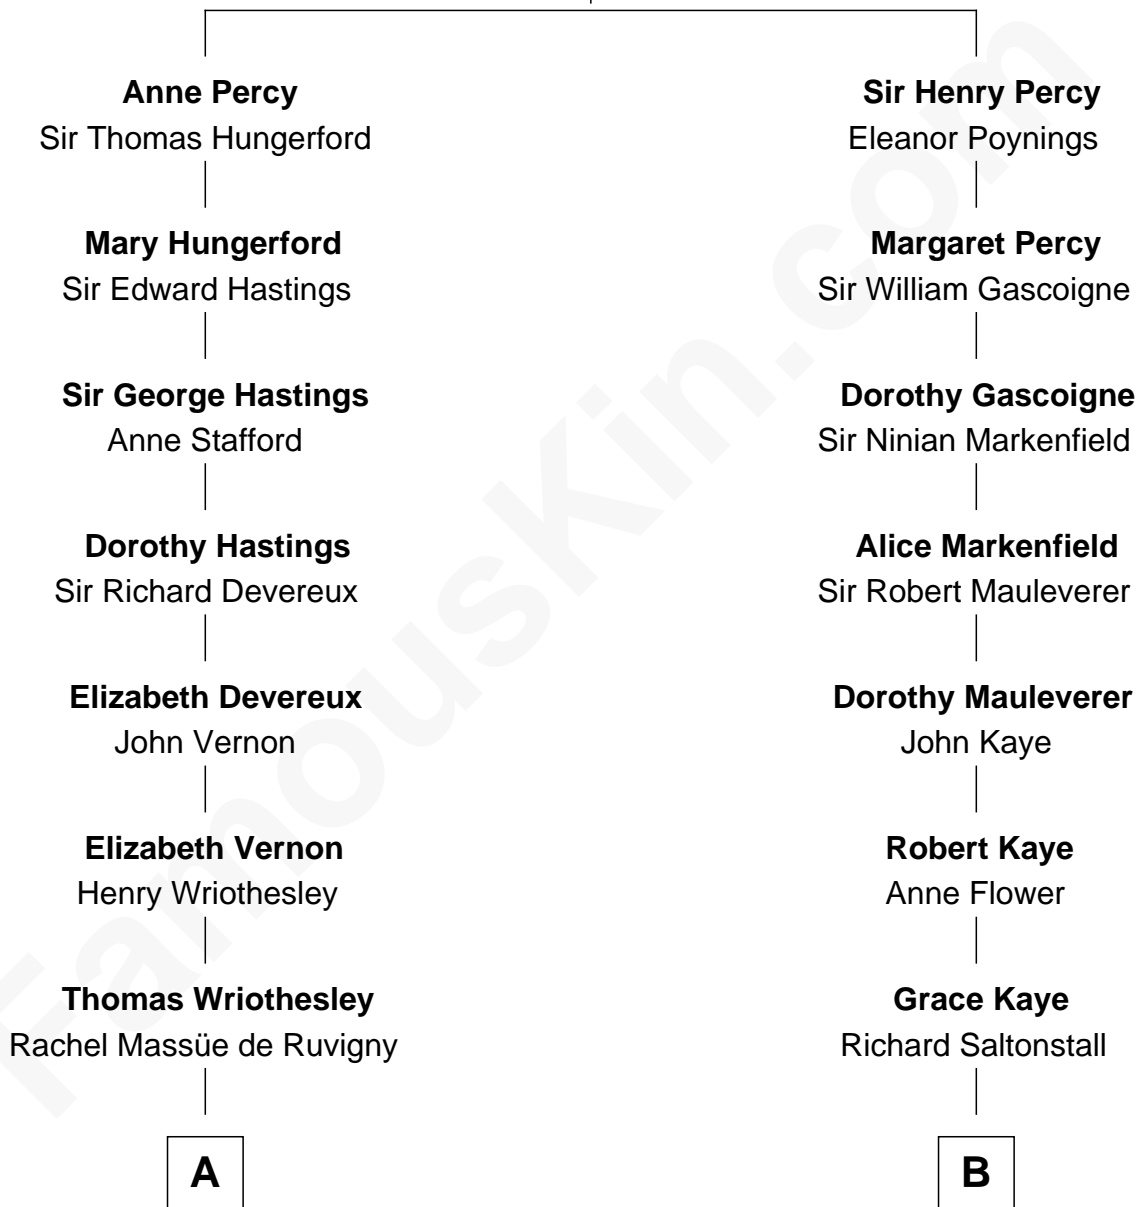 Anne Percy
Sir Thomas Hungerford
Mary Hungerford
Sir Edward Hastings
Sir George Hastings
Anne Stafford
Dorothy Hastings
Sir Richard Devereux
Elizabeth Devereux
John Vernon
Elizabeth Vernon
Henry Wriothesley
Thomas Wriothesley
Rachel Massüe de Ruvigny
A
Sir Henry Percy
Eleanor Poynings
Margaret Percy
Sir William Gascoigne
Dorothy Gascoigne
Sir Ninian Markenfield
Alice Markenfield
Sir Robert Mauleverer
Dorothy Mauleverer
John Kaye
Robert Kaye
Anne Flower
Grace Kaye
Richard Saltonstall
B
FamousKin.com